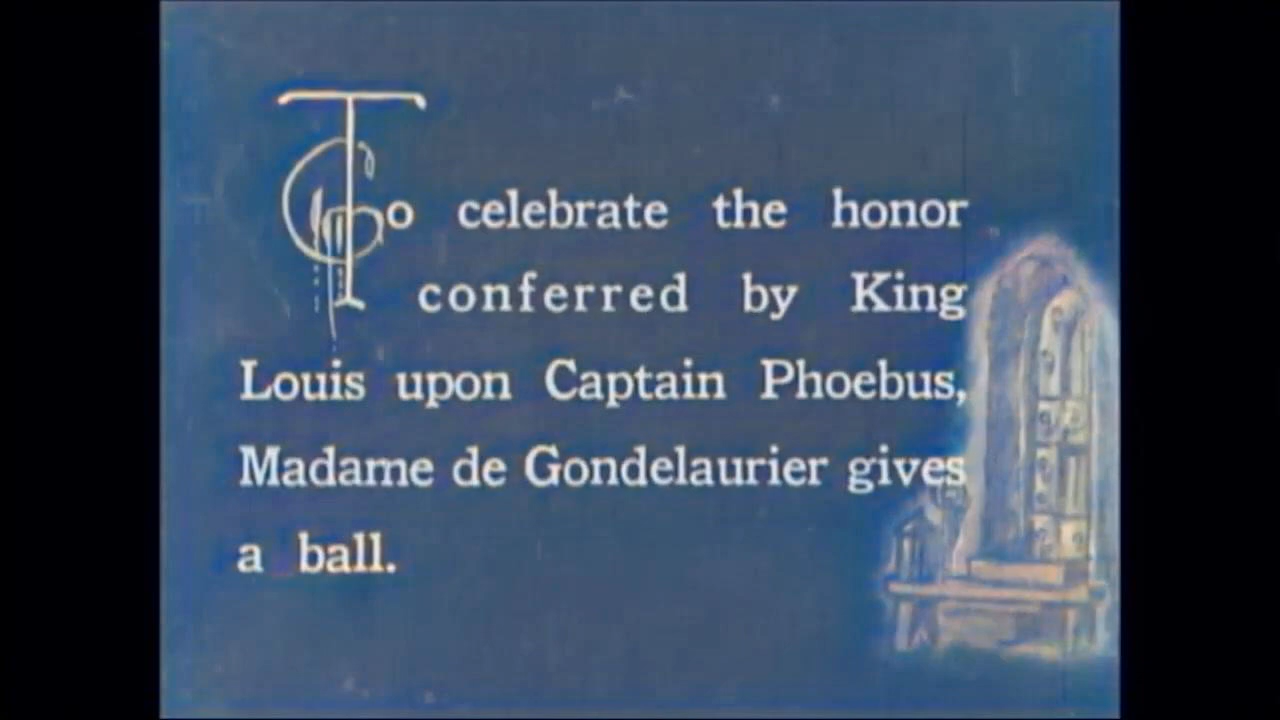 To celebrate the honor
conferred by King
Louis upon Captain Phoebus,
Madame de Gondelaurier gives
a ball.